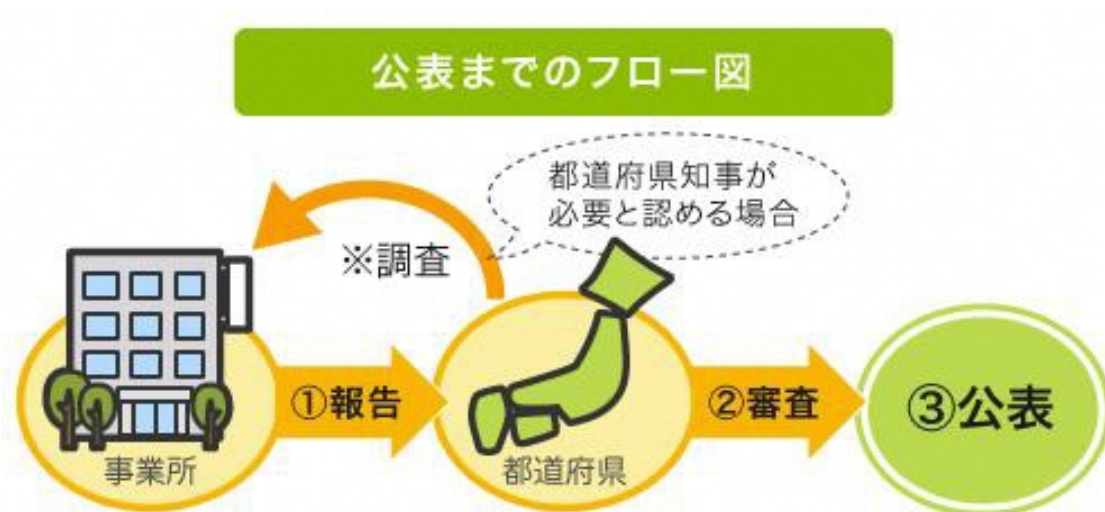 公表までのフロー図
都道府県知事が
必要と認める場合
※調査
①報告
②審査
③公表
事業所
都道府県